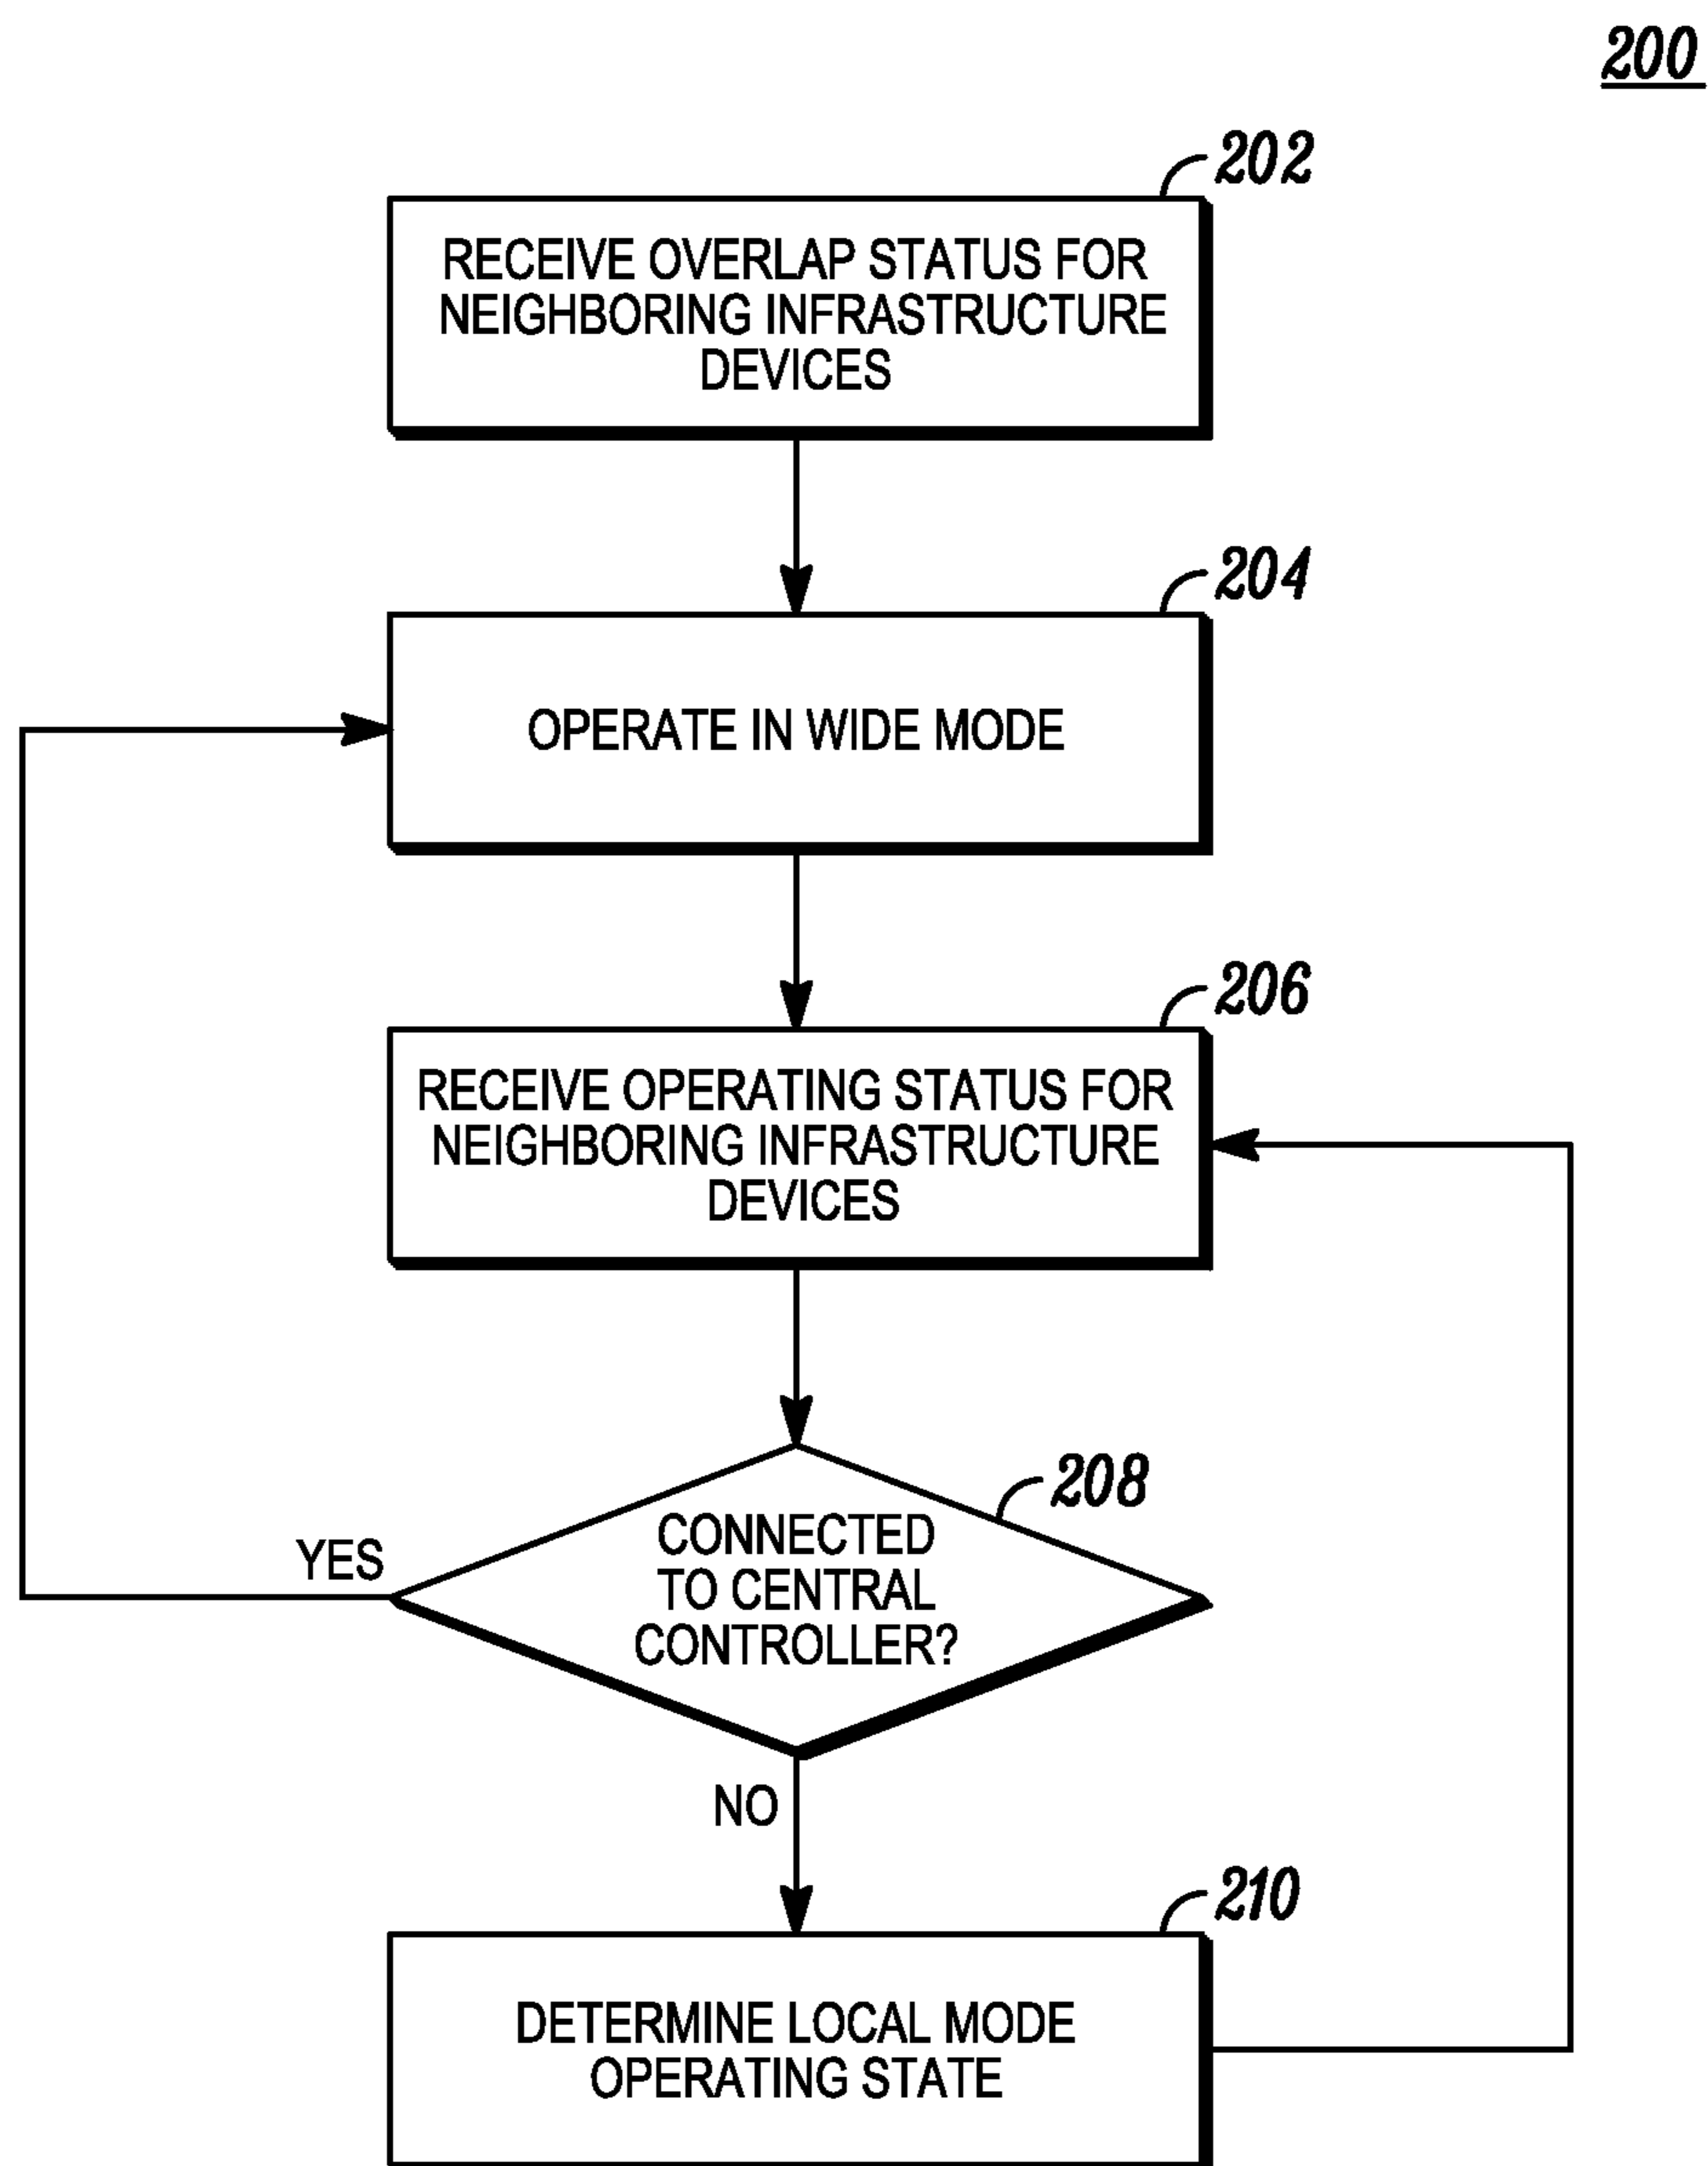 200
202
RECEIVE OVERLAP STATUS FOR
NEIGHBORING INFRASTRUCTURE
DEVICES
204
OPERATE IN WIDE MODE
206
RECEIVE OPERATING STATUS FOR
NEIGHBORING INFRASTRUCTURE
DEVICES
208
CONNECTED
TO CENTRAL
CONTROLLER?
YES
NO
210
DETERMINE LOCAL MODE
OPERATING STATE